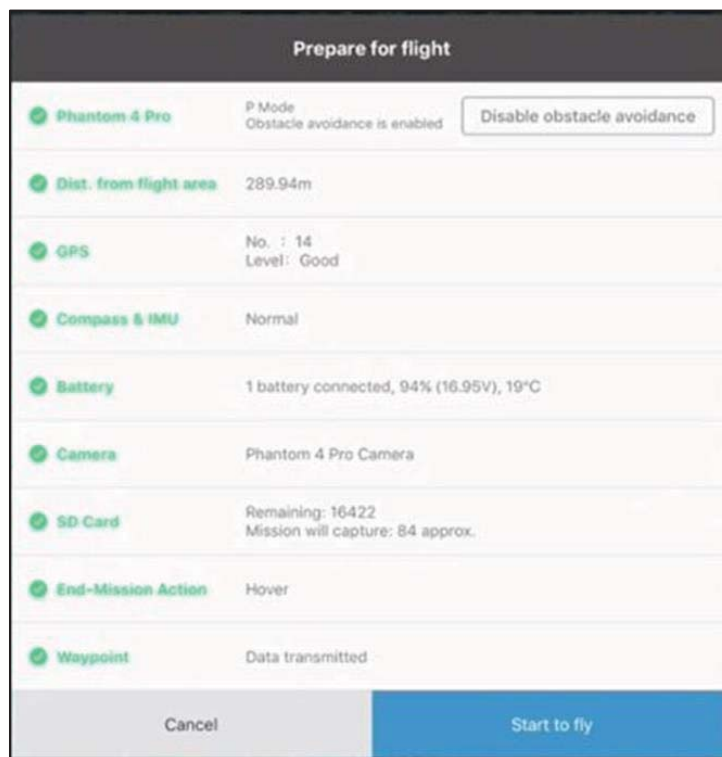 Prepare for flight
Phantom 4 Pro
P Mode
Obstacle avoidance is enabled
Disable obstacle avoidance
Dist. from flight area
289.94m
GPS
No. : 14
Level: Good
Compass & IMU
Normal
Battery
1 battery connected, 94% (16.95V), 19°C
Camera
Phantom 4 Pro Camera
SD Card
Remaining: 16422
Mission will capture: 84 approx.
End-Mission Action
Hover
Waypoint
Data transmitted
Cancel
Start to fly